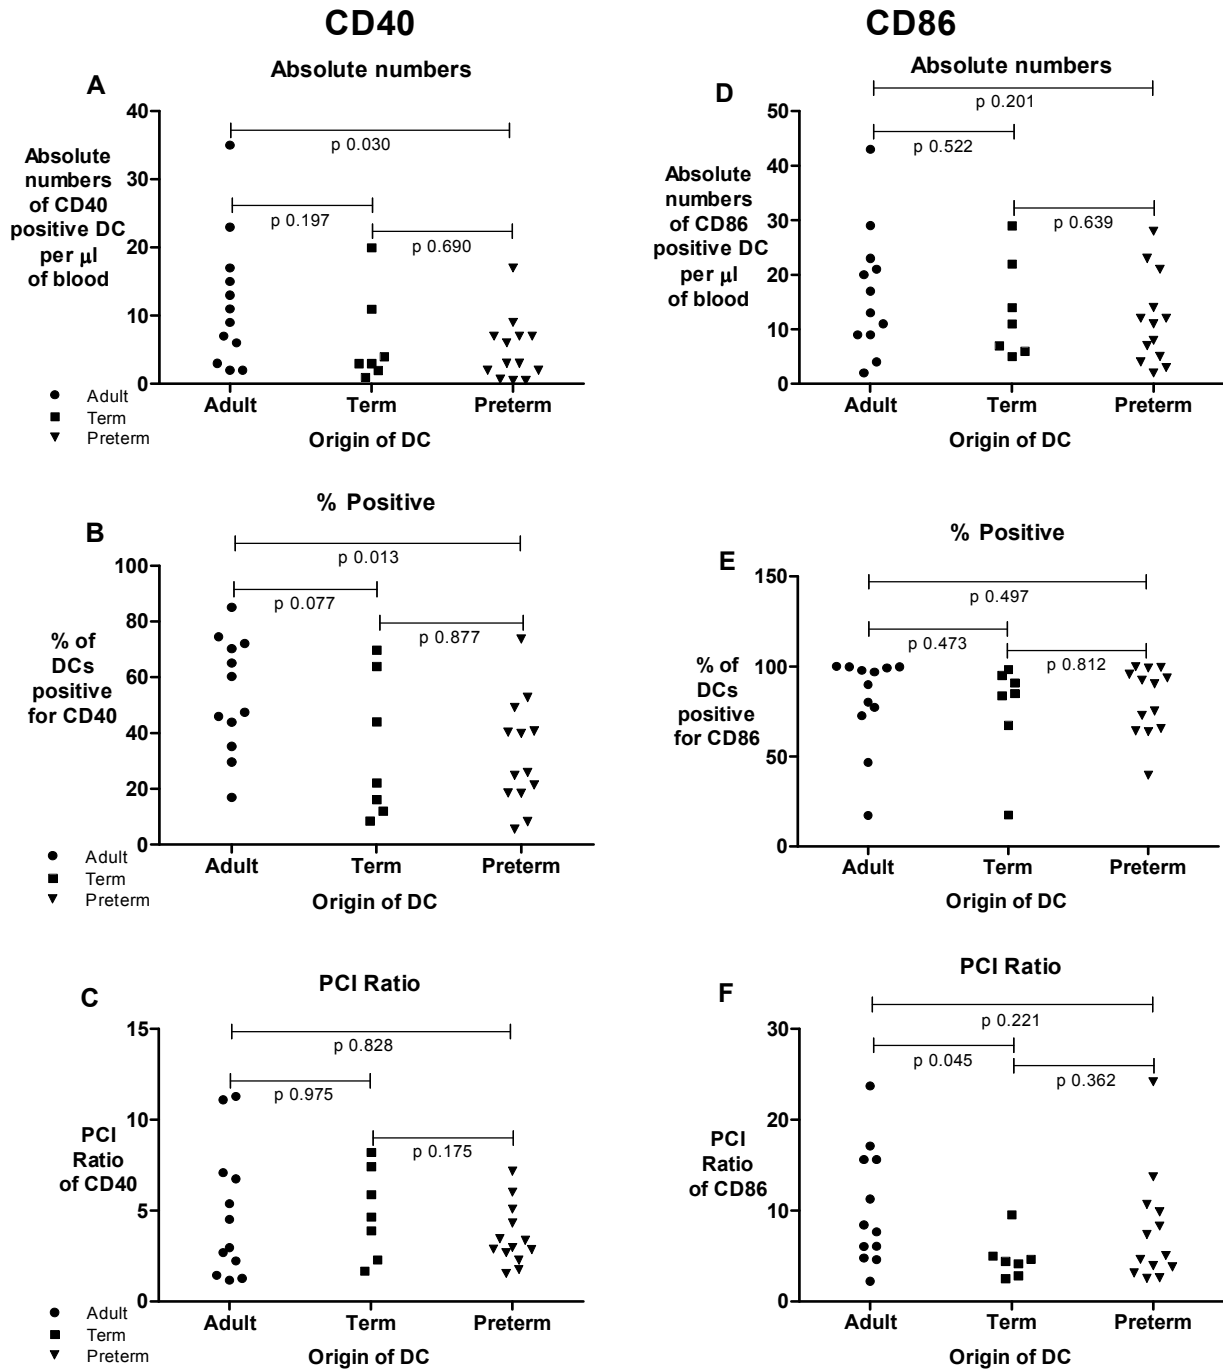 CD40
CD86
A
Absolute numbers
40
30
20
10
0
Absolute
numbers
of CD40
positive DC
per µl
of blood
p 0.030
p 0.197
p 0.690
Adult
Term
Preterm
Origin of DC
Adult
Term
Preterm
D
Absolute numbers
50
40
30
20
10
0
Absolute
numbers
of CD86
positive DC
per µl
of blood
p 0.201
p 0.522
p 0.639
Adult
Term
Preterm
Origin of DC
B
% Positive
100
80
60
40
20
0
% of
DCs
positive
for CD40
p 0.013
p 0.077
p 0.877
Adult
Term
Preterm
Origin of DC
Adult
Term
Preterm
E
% Positive
150
100
50
0
% of
DCs
positive
for CD86
p 0.497
p 0.473
p 0.812
Adult
Term
Preterm
Origin of DC
C
PCI Ratio
15
10
5
0
PCI
Ratio
of CD40
p 0.828
p 0.975
p 0.175
Adult
Term
Preterm
Origin of DC
Adult
Term
Preterm
F
PCI Ratio
30
20
10
0
PCI
Ratio
of CD86
p 0.221
p 0.045
p 0.362
Adult
Term
Preterm
Origin of DC